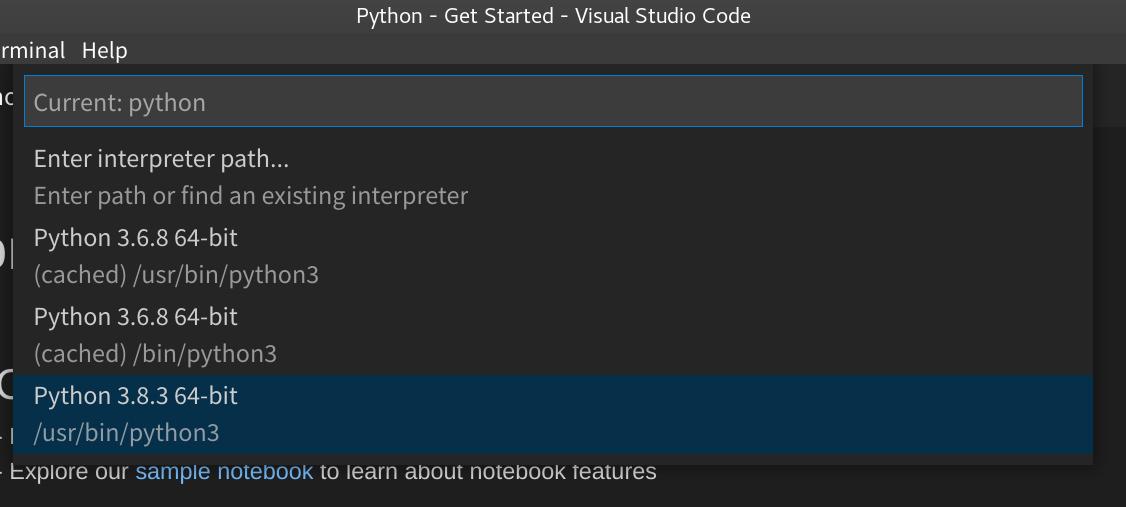 Python - Get Started - Visual Studio Code
Help
Current: python
Enter interpreter path...
Enter path or find an existing interpreter
Python 3.6.8 64-bit
(cached) /usr/bin/python3
Python 3.6.8 64-bit
(cached) /bin/python3
Python 3.8.3 64-bit
/usr/bin/python3
- Explore our sample notebook to learn about notebook features